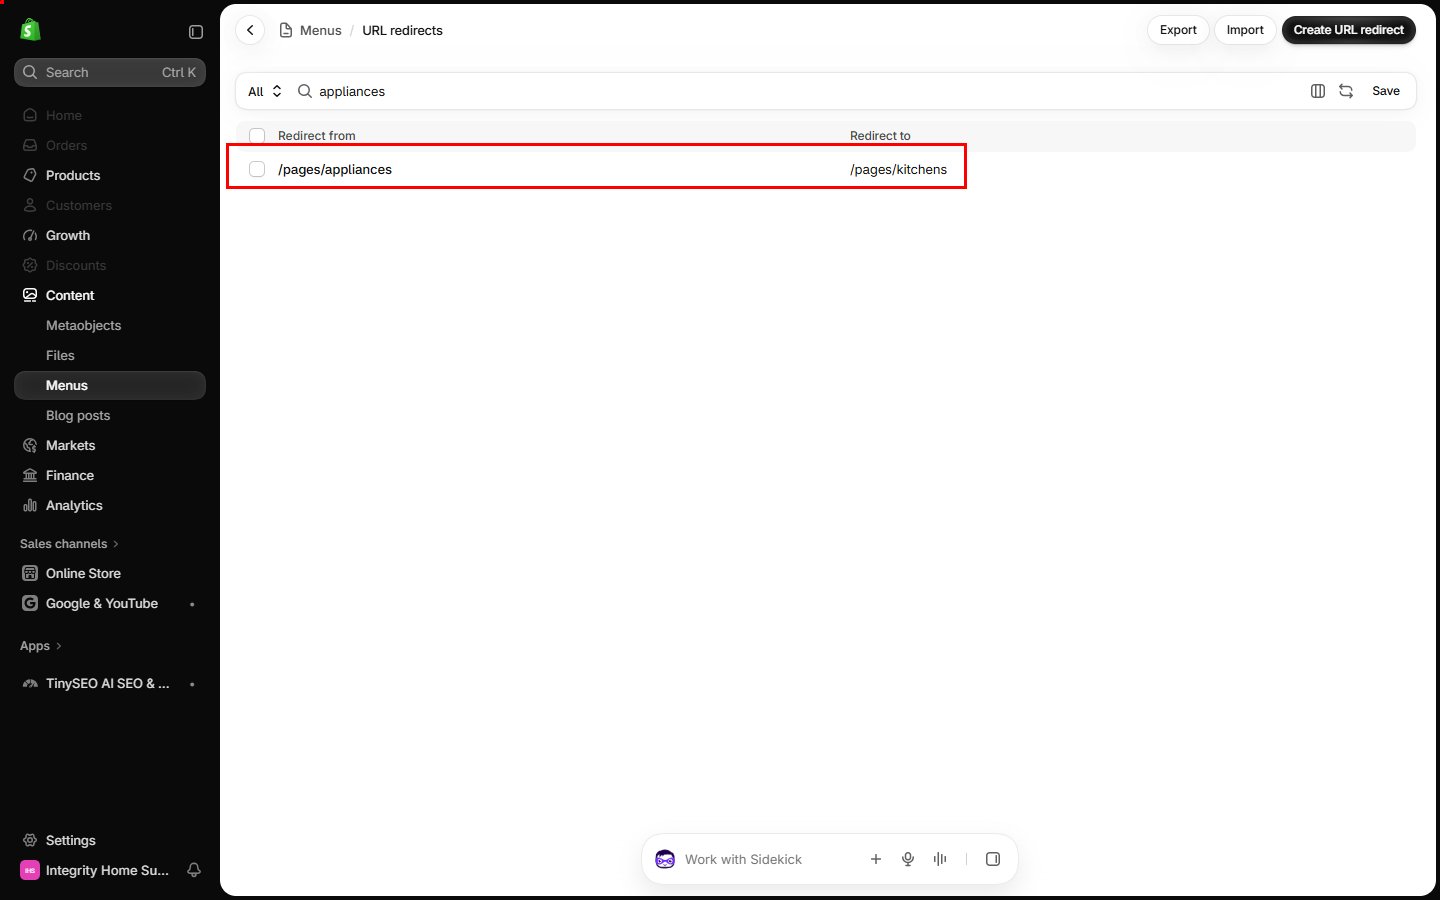 Menus / URL redirects
Export
Import
Create URL redirect
Search Ctrl K
Home
Orders
Products
Customers
Growth
Discounts
Content
Metaobjects
Files
Menus
Blog posts
Markets
Finance
Analytics
Sales channels
Online Store
Google & YouTube
Apps
TinySEO AI SEO & ...
Settings
IHS
Integrity Home Su...
All
appliances
Save
Redirect from Redirect to
/pages/appliances /pages/kitchens
Work with Sidekick